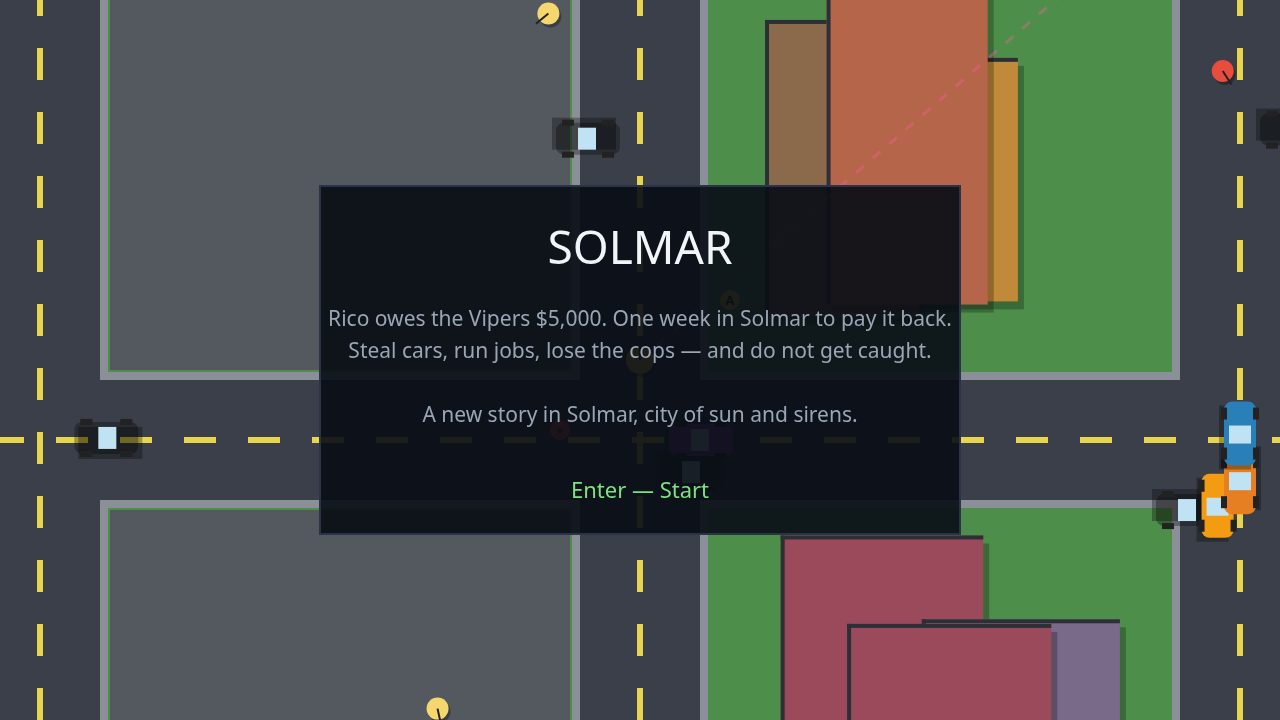 SOLMAR
Rico owes the Vipers $5,000. One week in Solmar to pay it back.
Steal cars, run jobs, lose the cops — and do not get caught.
A
A new story in Solmar, city of sun and sirens.
Enter — Start